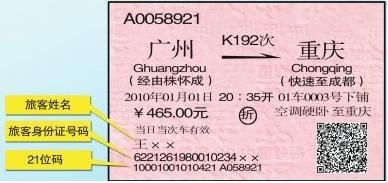 A0058921
广州 K192次 重庆
Ghuangzhou Chongqing
(经由株怀成) (快速至成都)
2010年01月01日 20:35开 01车0003号下铺
￥465.00元 折 空调硬卧 至重庆
当日当次车有效
旅客姓名 王××
旅客身份证号码 6221261980010234××
21位码 10001001010421 A058921